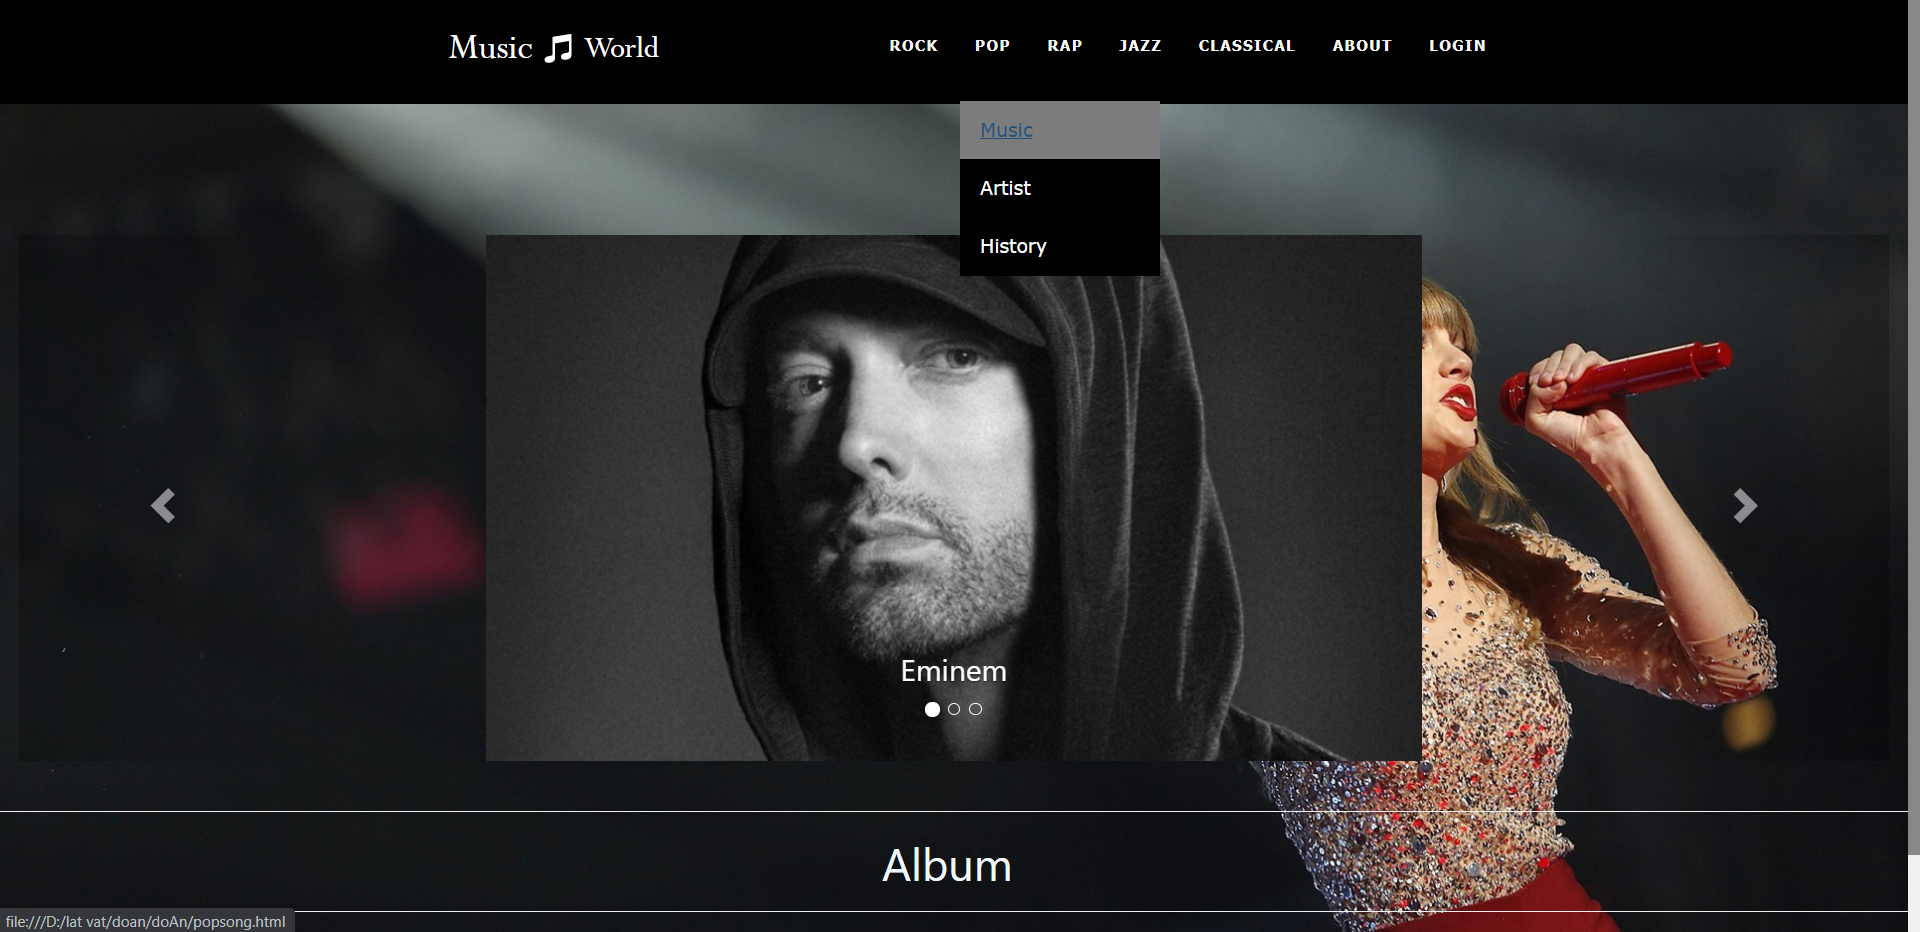 Music World
ROCK POP RAP JAZZ CLASSICAL ABOUT LOGIN
Music
Artist
History
Eminem
Album
file:///D:/lat vat/doan/doAn/popsong.html